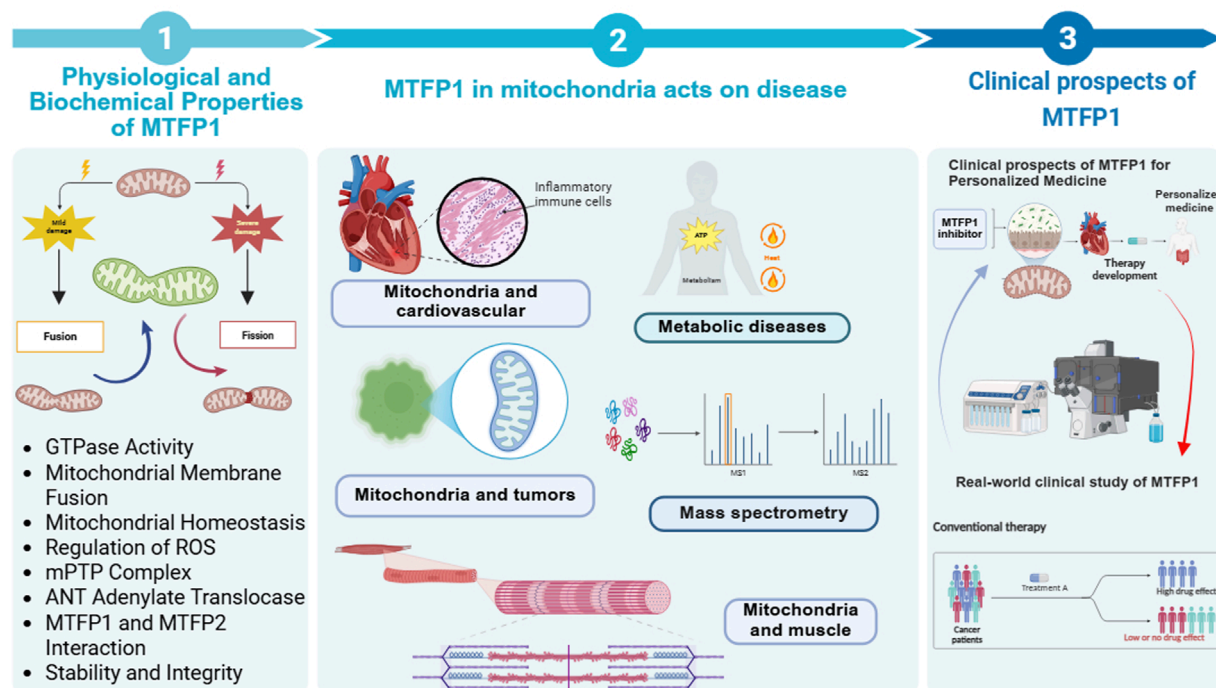 1
2
3
Physiological and
Biochemical Properties
of MTFP1
MTFP1 in mitochondria acts on disease
Clinical prospects of
MTFP1
Mild
damage
Severe
damage
Fusion
Fission
• GTPase Activity
• Mitochondrial Membrane
Fusion
• Mitochondrial Homeostasis
• Regulation of ROS
• mPTP Complex
• ANT Adenylate Translocase
• MTFP1 and MTFP2
Interaction
• Stability and Integrity
Inflammatory
immune cells
Mitochondria and
cardiovascular
ATP
Heat
Metabolism
Metabolic diseases
Mitochondria and tumors
MS1
MS2
Mass spectrometry
Mitochondria
and muscle
Clinical prospects of MTFP1 for
Personalized Medicine
MTFP1
inhibitor
Personalize
medicine
Therapy
development
Real-world clinical study of MTFP1
Conventional therapy
Cancer
patients
Treatment A
High drug effect
Low or no drug effect